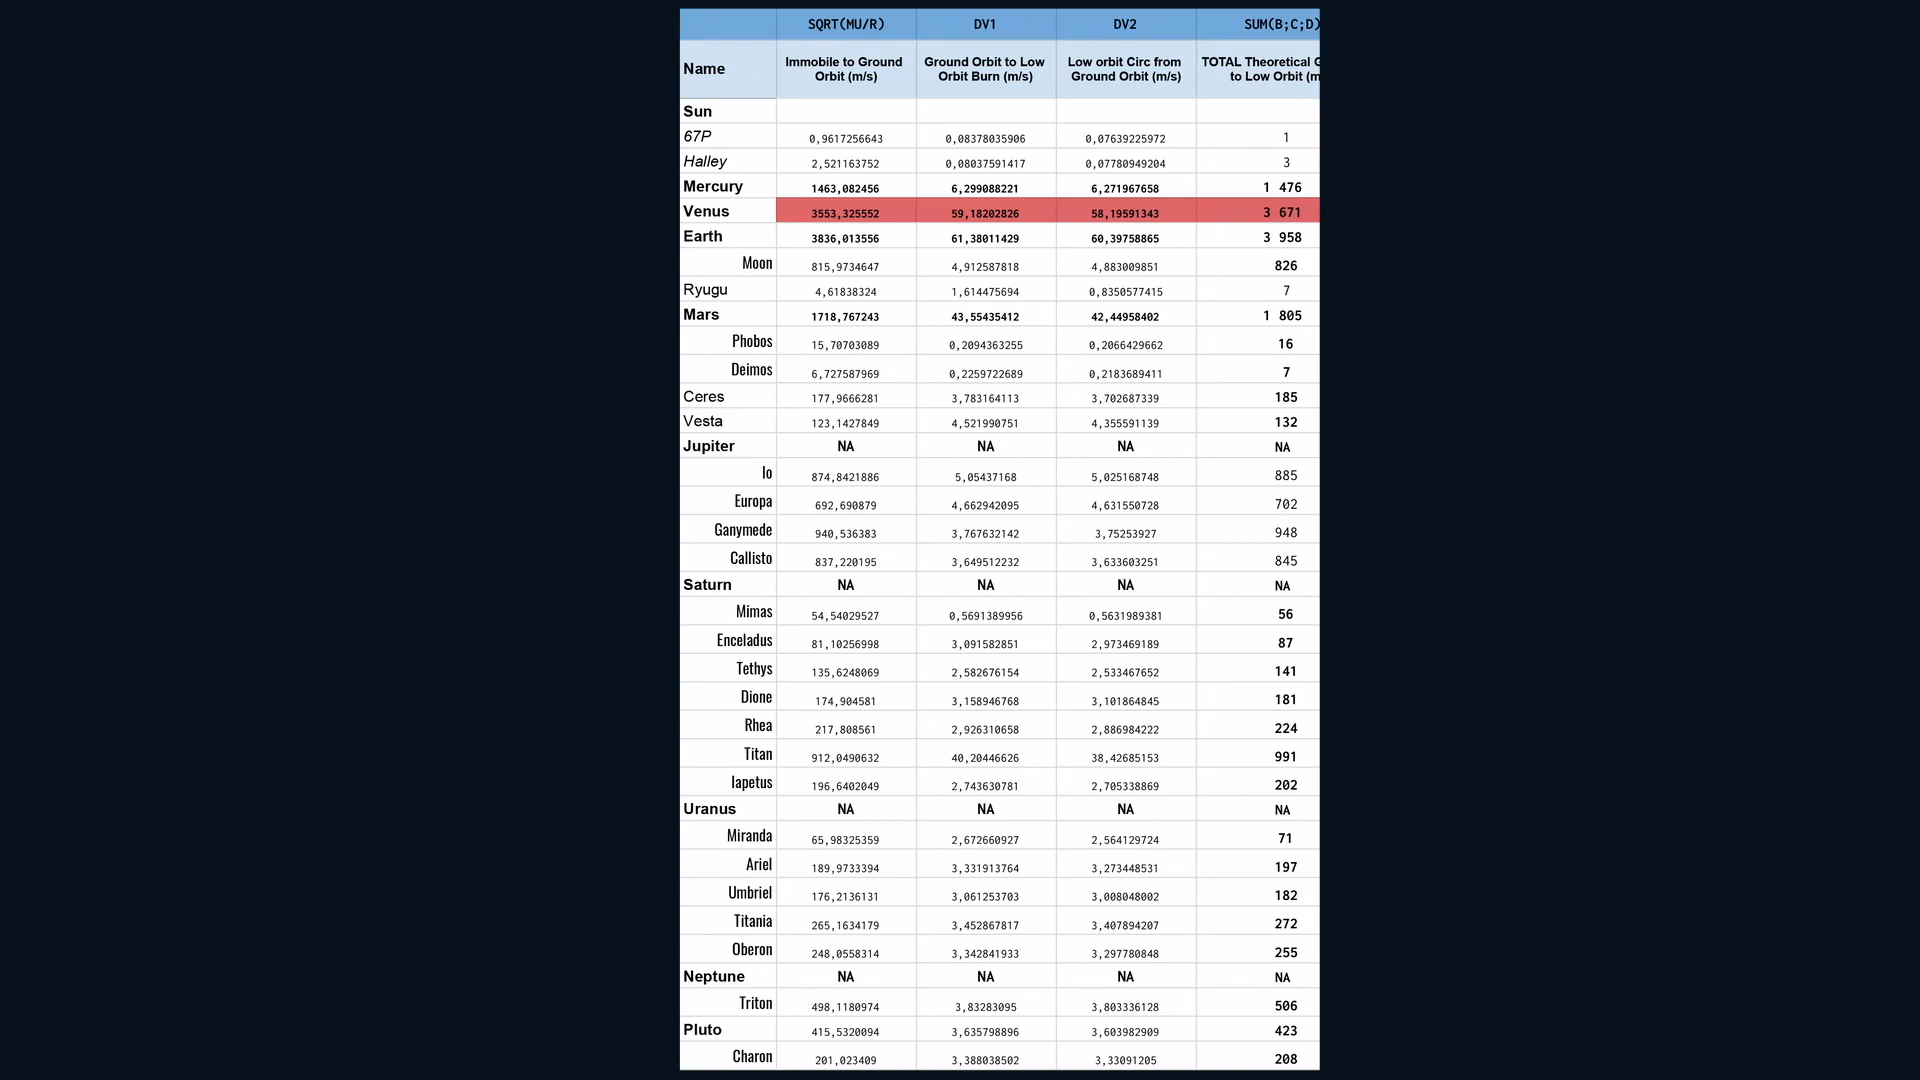 SQRT(MU/R) DV1 DV2 SUM(B;C;D)
Name Immobile to Ground Orbit (m/s) Ground Orbit to Low Orbit Burn (m/s) Low orbit Circ from Ground Orbit (m/s) TOTAL Theoretical G to Low Orbit (m
Sun
67P 0,9617256643 0,08378035906 0,07639225972 1
Halley 2,521163752 0,08037591417 0,07780949204 3
Mercury 1463,082456 6,299088221 6,271967658 1 476
Venus 3553,325552 59,18202826 58,19591343 3 671
Earth 3836,013556 61,38011429 60,39758865 3 958
Moon 815,9734647 4,912587818 4,883009851 826
Ryugu 4,61838324 1,614475694 0,8350577415 7
Mars 1718,767243 43,55435412 42,44958402 1 805
Phobos 15,70703089 0,2094363255 0,2066429662 16
Deimos 6,727587969 0,2259722689 0,2183689411 7
Ceres 177,9666281 3,783164113 3,702687339 185
Vesta 123,1427849 4,521990751 4,355591139 132
Jupiter NA NA NA NA
Io 874,8421886 5,05437168 5,025168748 885
Europa 692,690879 4,662942095 4,631550728 702
Ganymede 940,536383 3,767632142 3,75253927 948
Callisto 837,220195 3,649512232 3,633603251 845
Saturn NA NA NA NA
Mimas 54,54029527 0,5691389956 0,5631989381 56
Enceladus 81,10256998 3,091582851 2,973469189 87
Tethys 135,6248069 2,582676154 2,533467652 141
Dione 174,904581 3,158946768 3,101864845 181
Rhea 217,808561 2,926310658 2,886984222 224
Titan 912,0490632 40,20446626 38,42685153 991
Iapetus 196,6402049 2,743630781 2,705338869 202
Uranus NA NA NA NA
Miranda 65,98325359 2,672660927 2,564129724 71
Ariel 189,9733394 3,331913764 3,273448531 197
Umbriel 176,2136131 3,061253703 3,008048002 182
Titania 265,1634179 3,452867817 3,407894207 272
Oberon 248,0558314 3,342841933 3,297780848 255
Neptune NA NA NA NA
Triton 498,1180974 3,83283095 3,803336128 506
Pluto 415,5320094 3,635798896 3,603982909 423
Charon 201,023409 3,388038502 3,33091205 208